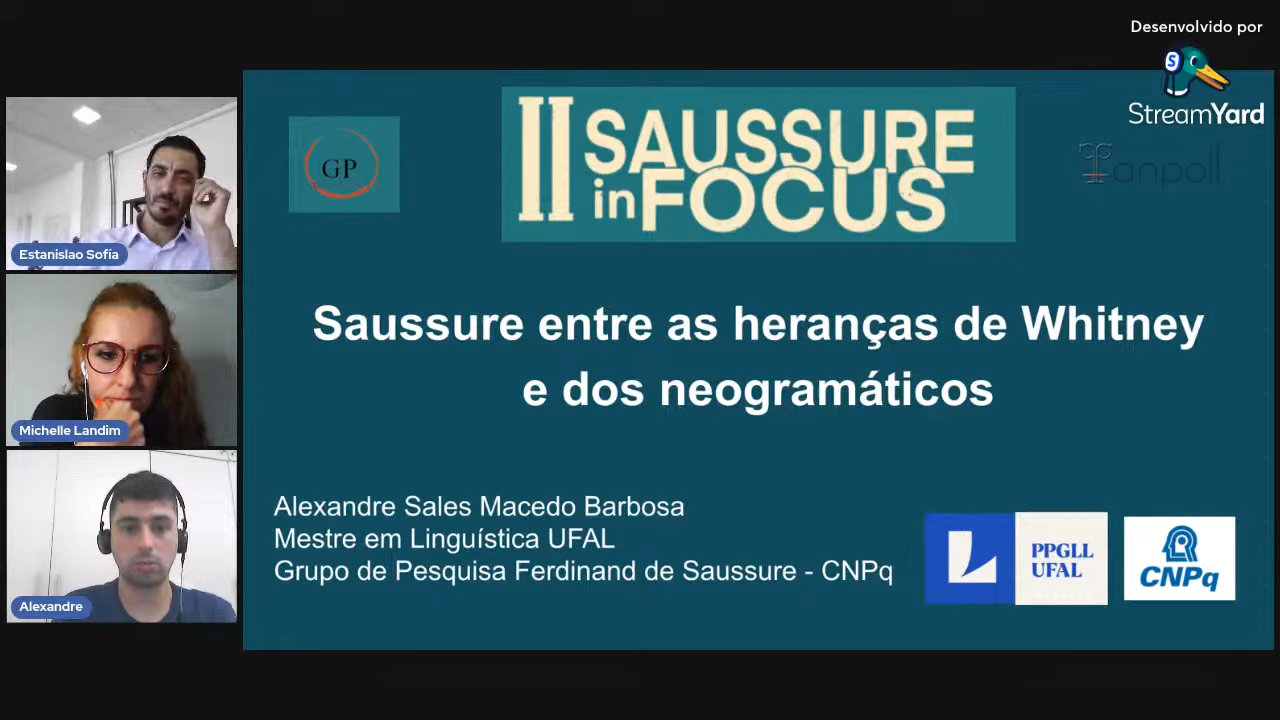 Desenvolvido por
StreamYard
GP
II SAUSSURE
in FOCUS
anpoll
Saussure entre as heranças de Whitney
e dos neogramáticos
Alexandre Sales Macedo Barbosa
Mestre em Linguística UFAL
Grupo de Pesquisa Ferdinand de Saussure - CNPq
PPGLL
UFAL
CNPq
Estanislao Sofía
Michelle Landim
Alexandre